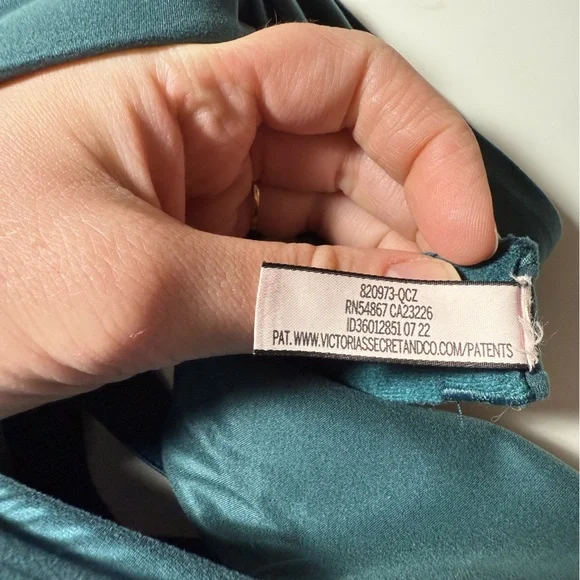 820973-QCZ
RN54867 CA23226
ID36012851 07 22
PAT. WWW.VICTORIASSECRETANDCO.COM/PATENTS